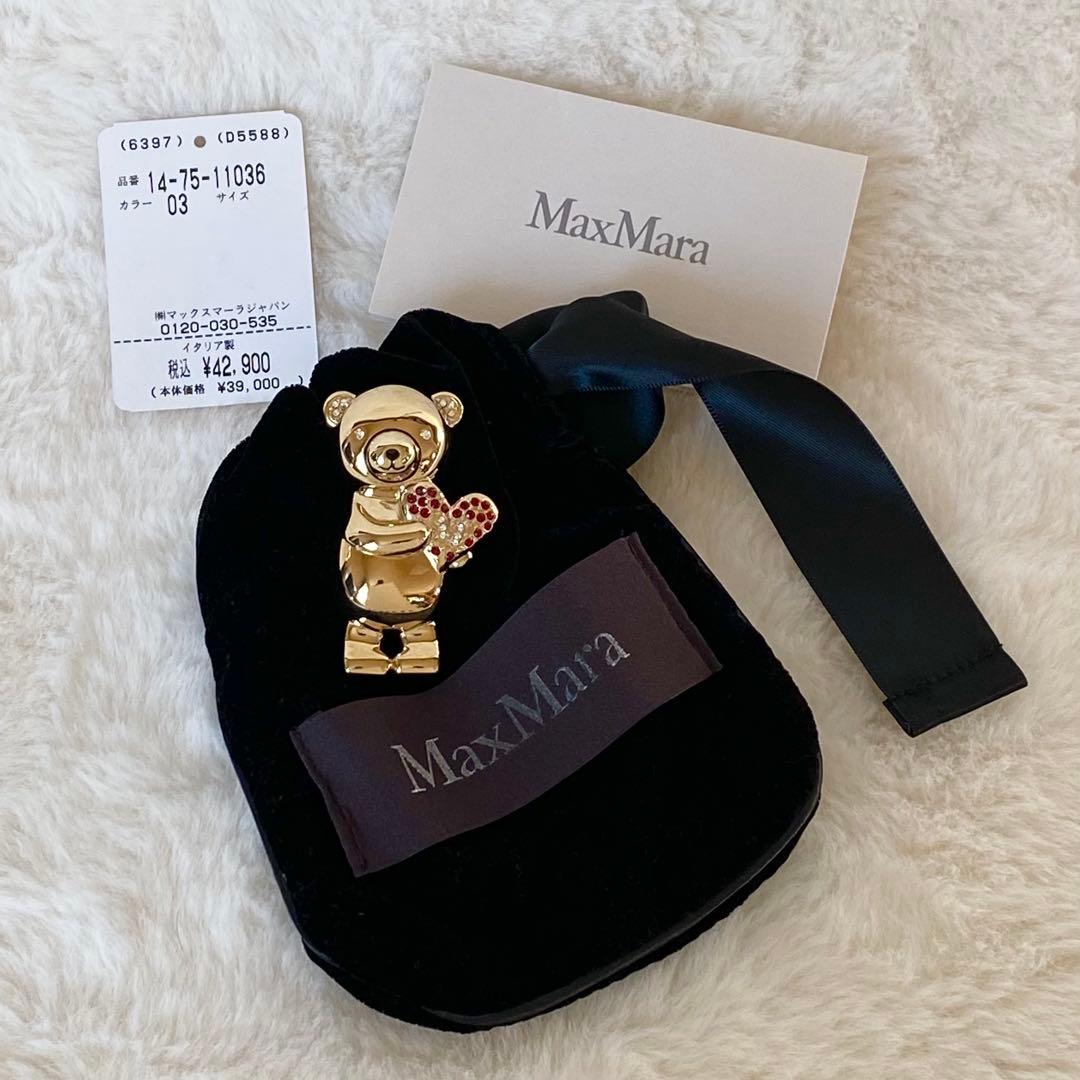 (6397) (D5588)
品番 14-75-11036
カラー 03 サイズ
㈱マックスマーラジャパン
0120-030-535
イタリア製
税込 ¥42,900
(本体価格 ¥39,000 )
MaxMara
MaxMara